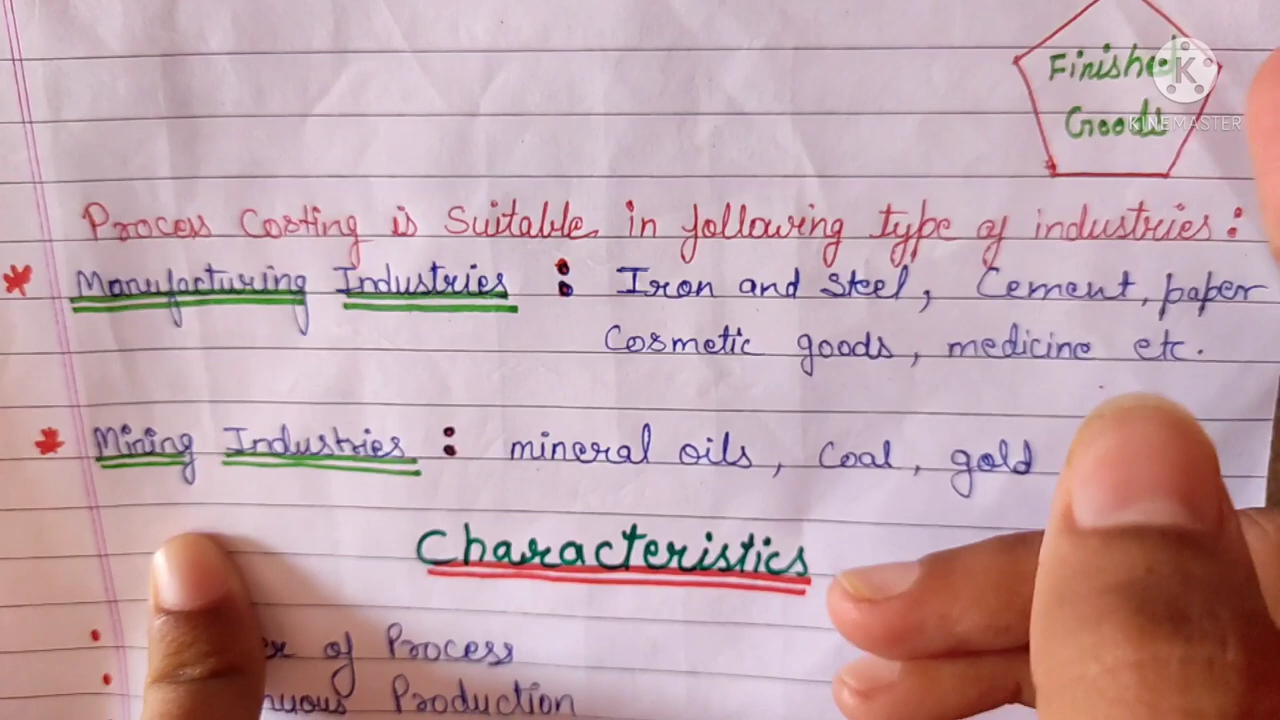 Finished
Goods
KINEMASTER
Process Costing is Suitable in following type of industries :
* Manufacturing Industries : Iron and Steel, Cement, paper
Cosmetic goods, medicine etc.
* Mining Industries : mineral oils, Coal, gold
Characteristics
of Process
Production